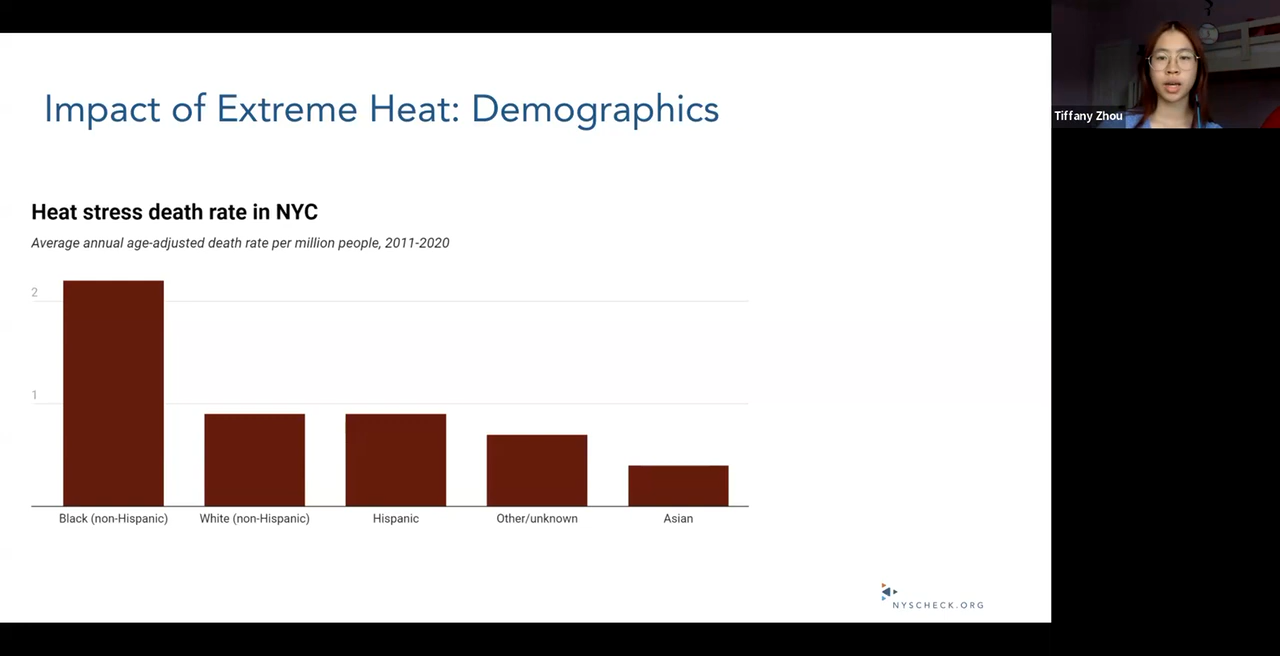 Impact of Extreme Heat: Demographics
Tiffany Zhou
Heat stress death rate in NYC
Average annual age-adjusted death rate per million people, 2011-2020
2
1
Black (non-Hispanic) White (non-Hispanic) Hispanic Other/unknown Asian
NYSCHECK.ORG